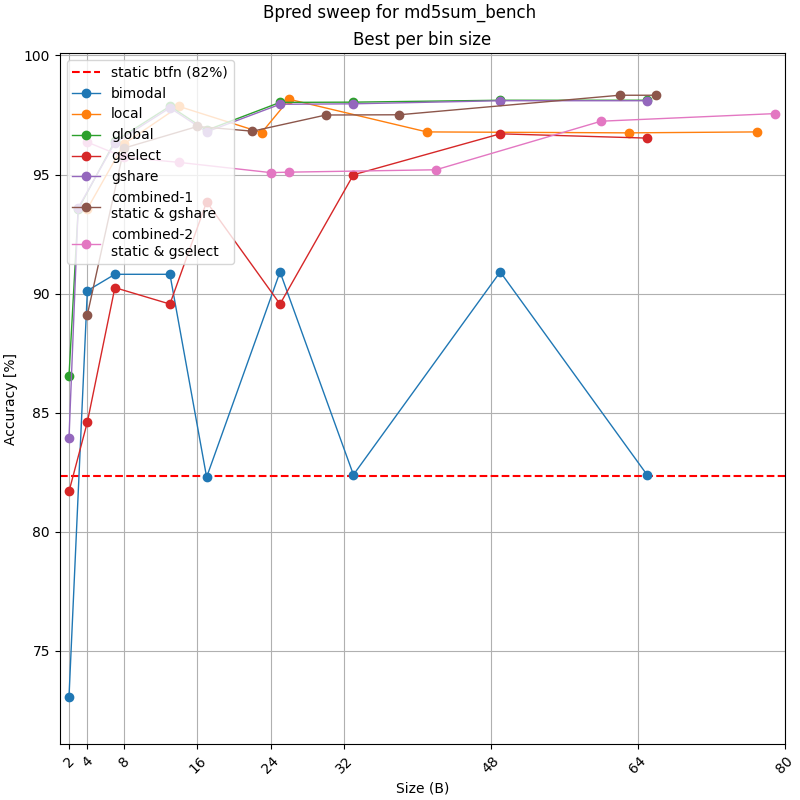 Bpred sweep for md5sum_bench
Best per bin size
static btfn (82%)
bimodal
local
global
gselect
gshare
combined-1
static & gshare
combined-2
static & gselect
100
95
90
85
80
75
Accuracy [%]
2 4 8 16 24 32 48 64 80
Size (B)